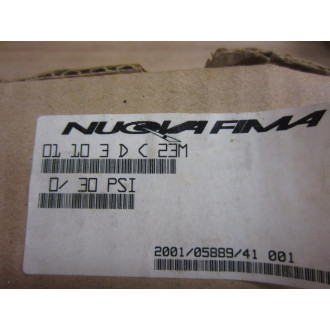 NUOVA FIMA
01 10 3 D C 23M
0/ 30 PSI
2001/05889/41 001